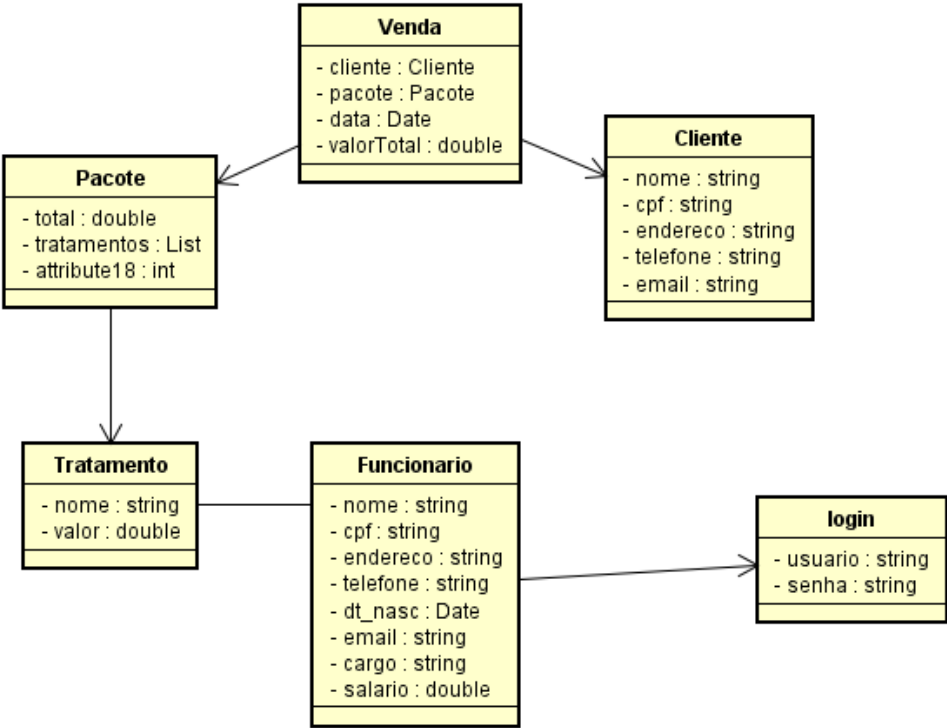 Venda
- cliente : Cliente
- pacote : Pacote
- data : Date
- valorTotal : double
Cliente
- nome : string
- cpf : string
- endereco : string
- telefone : string
- email : string
Pacote
- total : double
- tratamentos : List
- attribute18 : int
Tratamento
- nome : string
- valor : double
Funcionario
- nome : string
- cpf : string
- endereco : string
- telefone : string
- dt_nasc : Date
- email : string
- cargo : string
- salario : double
login
- usuario : string
- senha : string